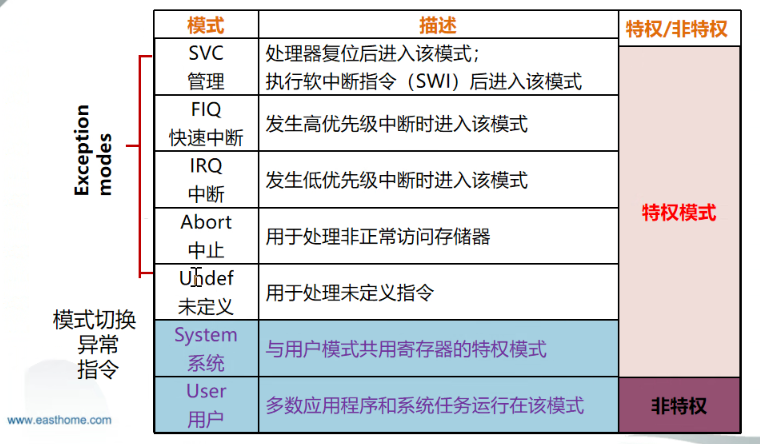 模式
描述
特权/非特权
SVC
管理
处理器复位后进入该模式；
执行软中断指令（SWI）后进入该模式
FIQ
快速中断
发生高优先级中断时进入该模式
IRQ
中断
发生低优先级中断时进入该模式
Abort
中止
用于处理非正常访问存储器
Undef
未定义
用于处理未定义指令
System
系统
与用户模式共用寄存器的特权模式
User
用户
多数应用程序和系统任务运行在该模式
特权模式
非特权
Exception
modes
模式切换
异常
指令
www.easthome.com